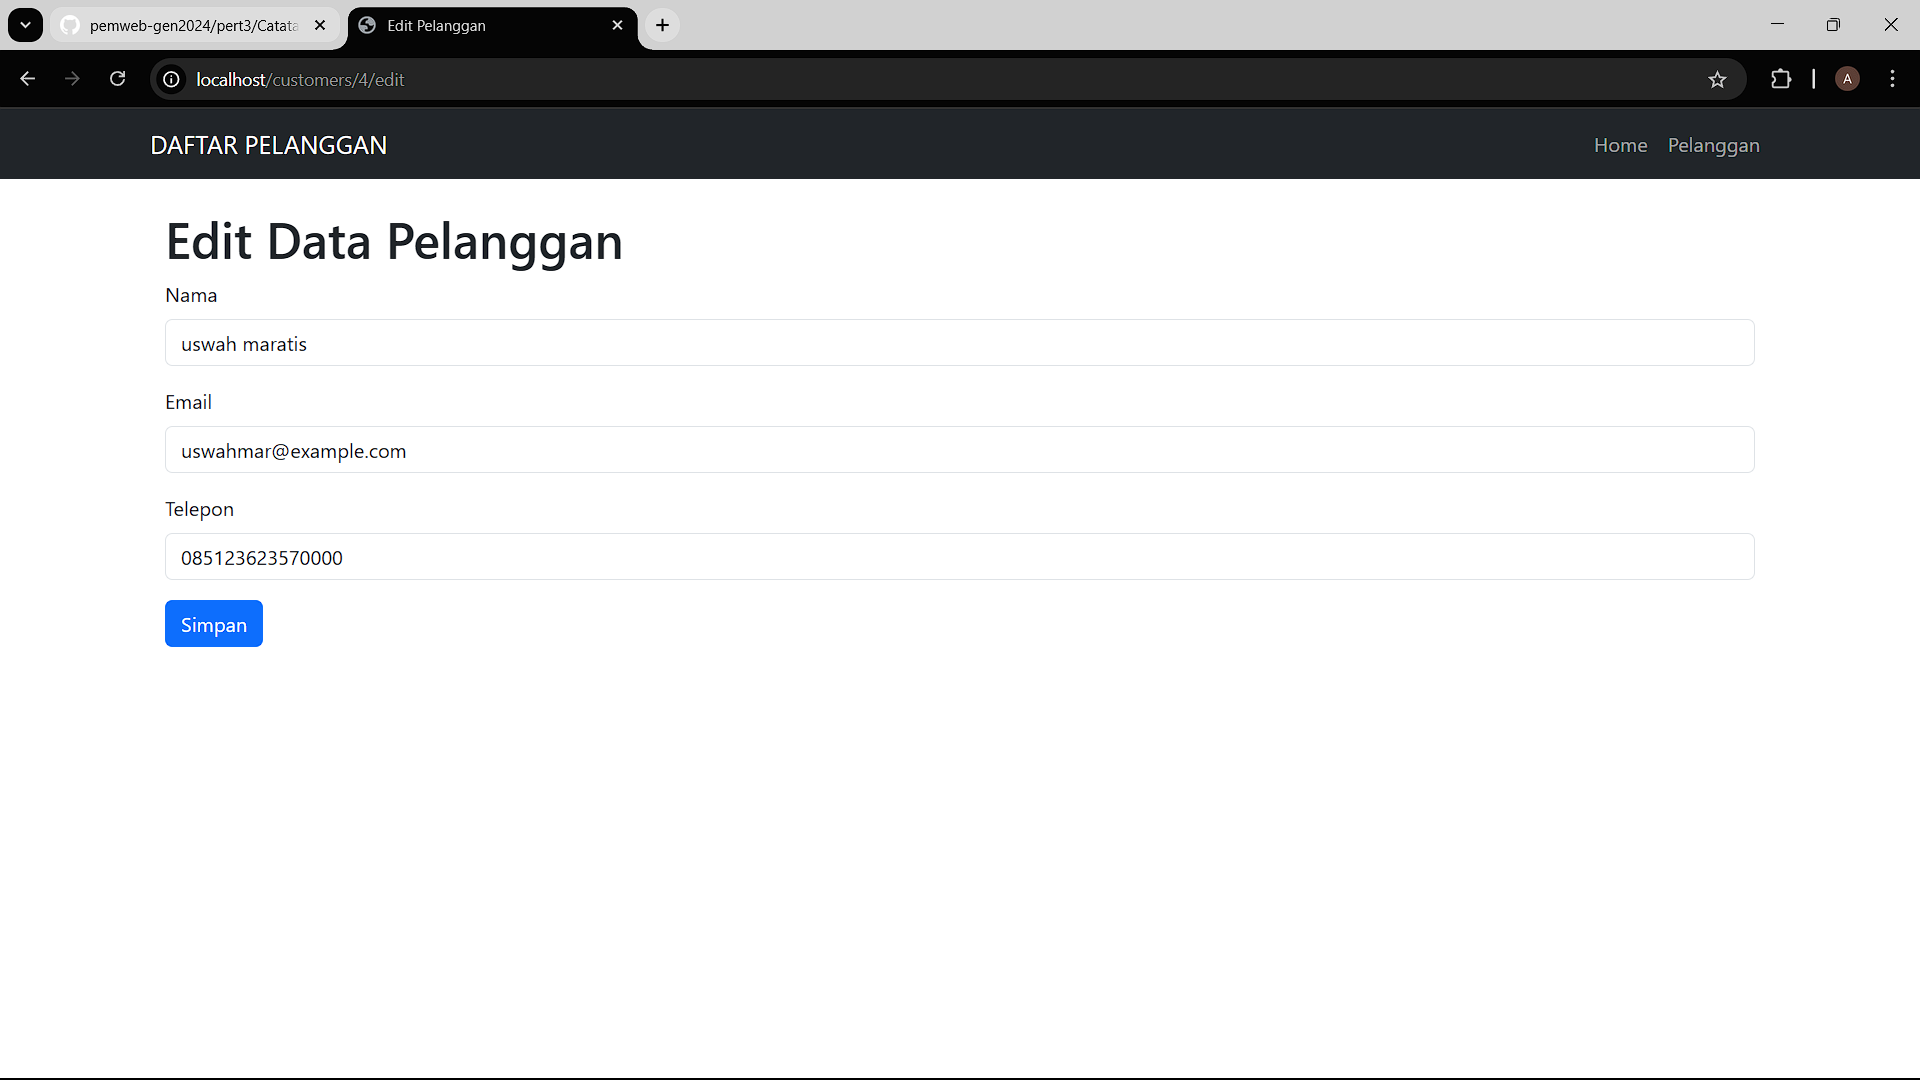 pemweb-gen2024/pert3/Catata
Edit Pelanggan
localhost/customers/4/edit
A
DAFTAR PELANGGAN
Home
Pelanggan
Edit Data Pelanggan
Nama
uswah maratis
Email
uswahmar@example.com
Telepon
085123623570000
Simpan